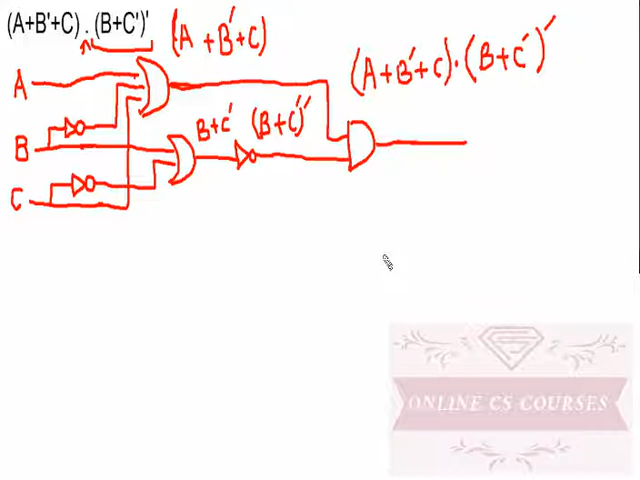 (A+B'+C) . (B+C')'
(A+B'+C)
(A+B'+C)·(B+C')'
A
B+C'
(B+C')'
B
C
ONLINE CS COURSES